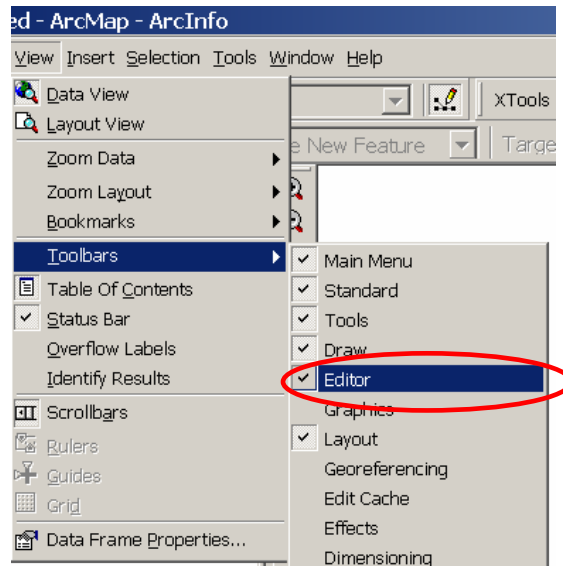 ed - ArcMap - ArcInfo
View Insert Selection Tools Window Help
Data View
XTools
Layout View
e New Feature
Targe
Zoom Data
Zoom Layout
Bookmarks
Toolbars
Main Menu
Table Of Contents
Standard
Status Bar
Tools
Overflow Labels
Draw
Identify Results
Editor
Scrollbars
Graphics
Rulers
Layout
Guides
Georeferencing
Grid
Edit Cache
Data Frame Properties...
Effects
Dimensioning